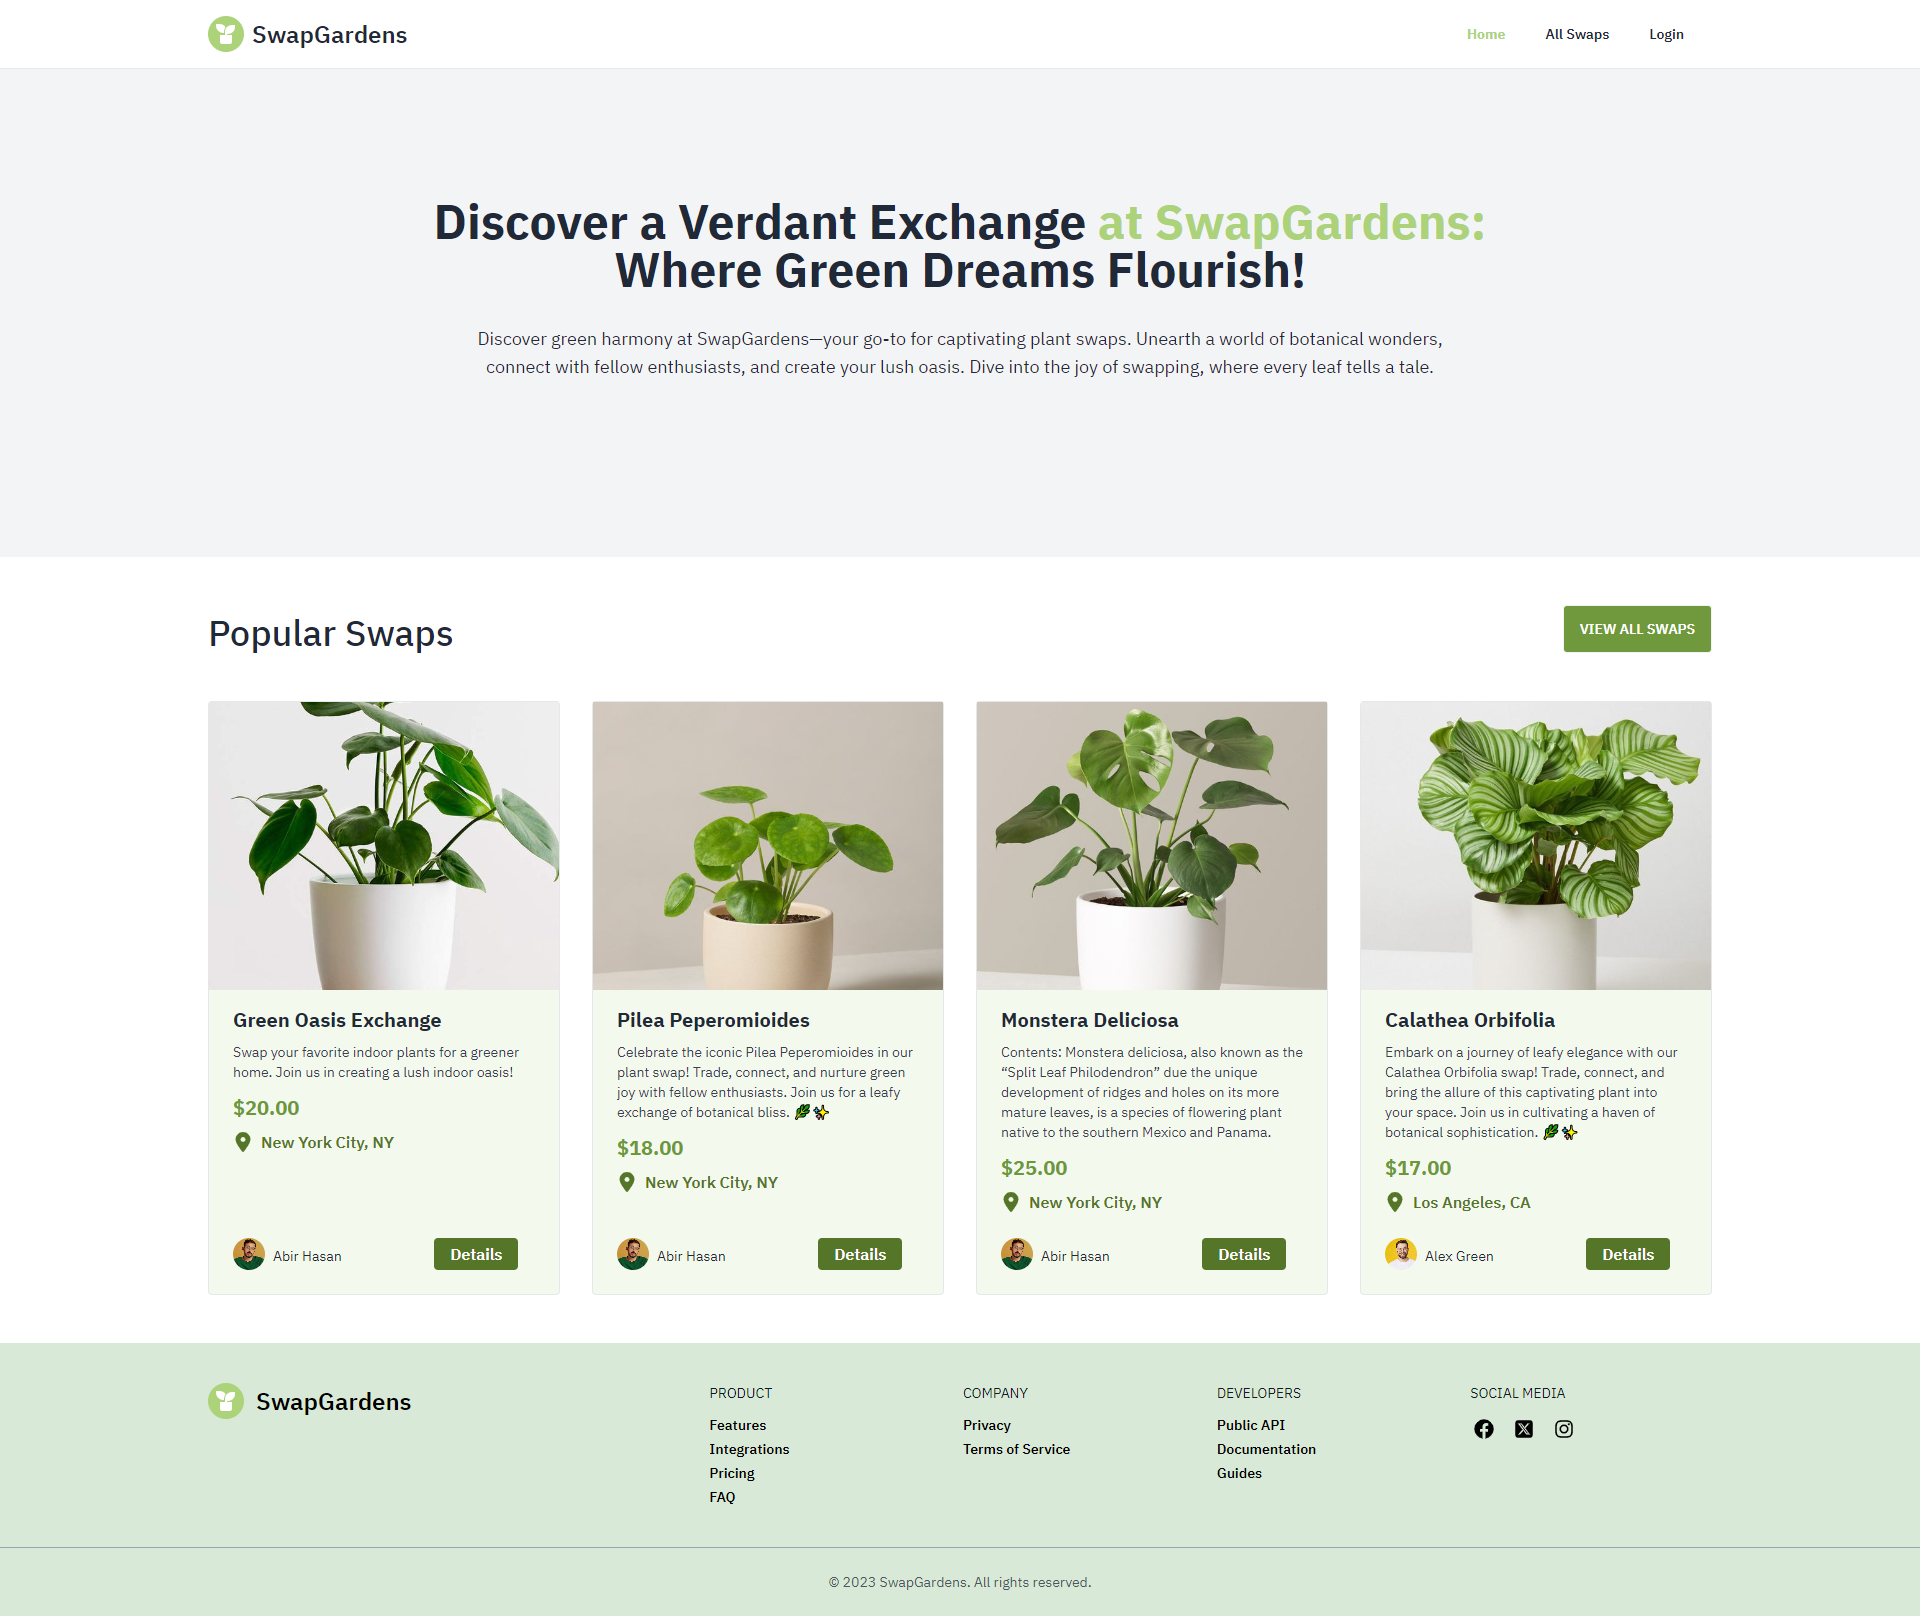 SwapGardens
Home
All Swaps
Login
Discover a Verdant Exchange at SwapGardens:
Where Green Dreams Flourish!
Discover green harmony at SwapGardens—your go-to for captivating plant swaps. Unearth a world of botanical wonders,
connect with fellow enthusiasts, and create your lush oasis. Dive into the joy of swapping, where every leaf tells a tale.
Popular Swaps
VIEW ALL SWAPS
Green Oasis Exchange
Swap your favorite indoor plants for a greener
home. Join us in creating a lush indoor oasis!
$20.00
New York City, NY
Abir Hasan
Details
Pilea Peperomioides
Celebrate the iconic Pilea Peperomioides in our
plant swap! Trade, connect, and nurture green
joy with fellow enthusiasts. Join us for a leafy
exchange of botanical bliss. 🌿✨
$18.00
New York City, NY
Abir Hasan
Details
Monstera Deliciosa
Contents: Monstera deliciosa, also known as the
“Split Leaf Philodendron” due the unique
development of ridges and holes on its more
mature leaves, is a species of flowering plant
native to the southern Mexico and Panama.
$25.00
New York City, NY
Abir Hasan
Details
Calathea Orbifolia
Embark on a journey of leafy elegance with our
Calathea Orbifolia swap! Trade, connect, and
bring the allure of this captivating plant into
your space. Join us in cultivating a haven of
botanical sophistication. 🌿✨
$17.00
Los Angeles, CA
Alex Green
Details
SwapGardens
PRODUCT
Features
Integrations
Pricing
FAQ
COMPANY
Privacy
Terms of Service
DEVELOPERS
Public API
Documentation
Guides
SOCIAL MEDIA
© 2023 SwapGardens. All rights reserved.